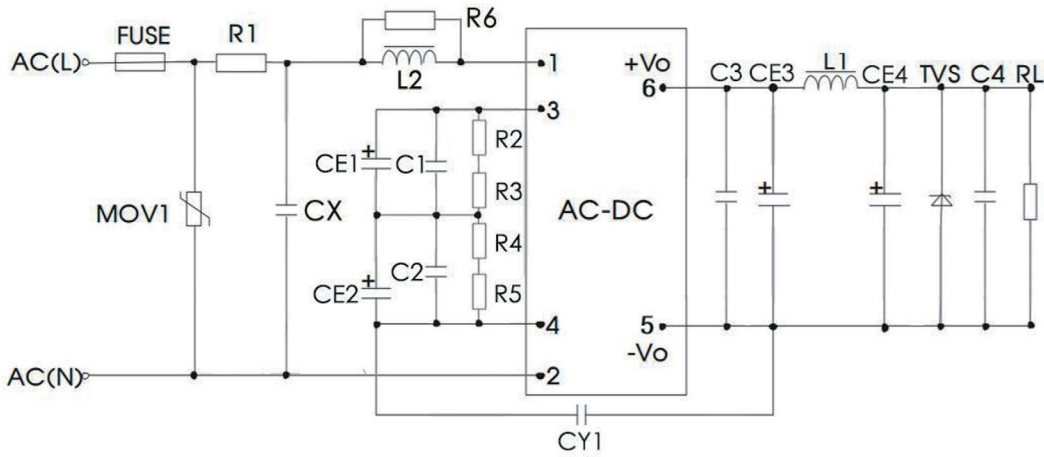 FUSE
R1
R6
AC(L)
L2
1
+Vo
6
C3
CE3
L1
CE4
TVS
C4
RL
3
R2
+
CE1
C1
R3
MOV1
CX
AC-DC
+
+
R4
C2
+
CE2
R5
4
5
-Vo
AC(N)
2
CY1